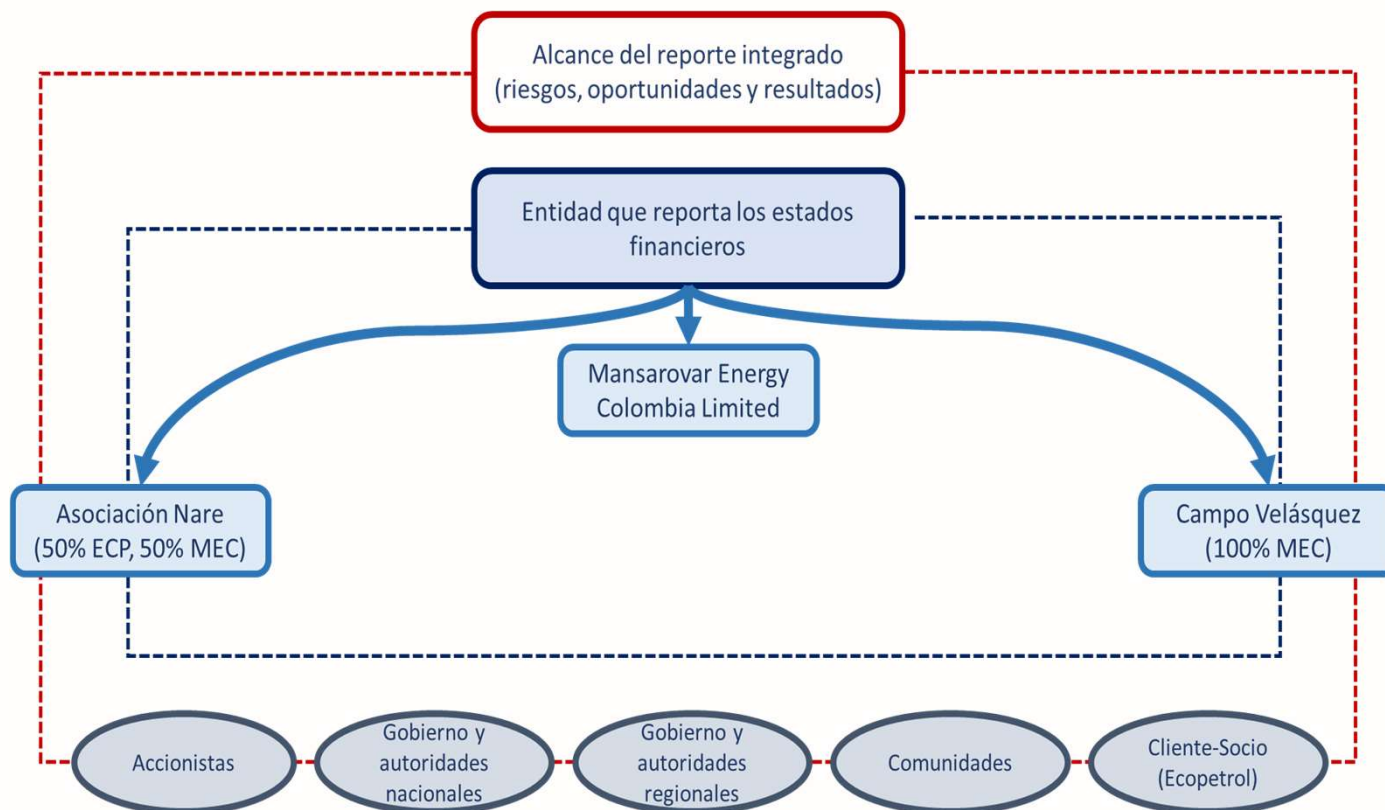 Alcance del reporte integrado
(riesgos, oportunidades y resultados)
Entidad que reporta los estados
financieros
Mansarovar Energy
Colombia Limited
Asociación Nare
(50% ECP, 50% MEC)
Campo Velásquez
(100% MEC)
Accionistas
Gobierno y
autoridades
nacionales
Gobierno y
autoridades
regionales
Comunidades
Cliente-Socio
(Ecopetrol)